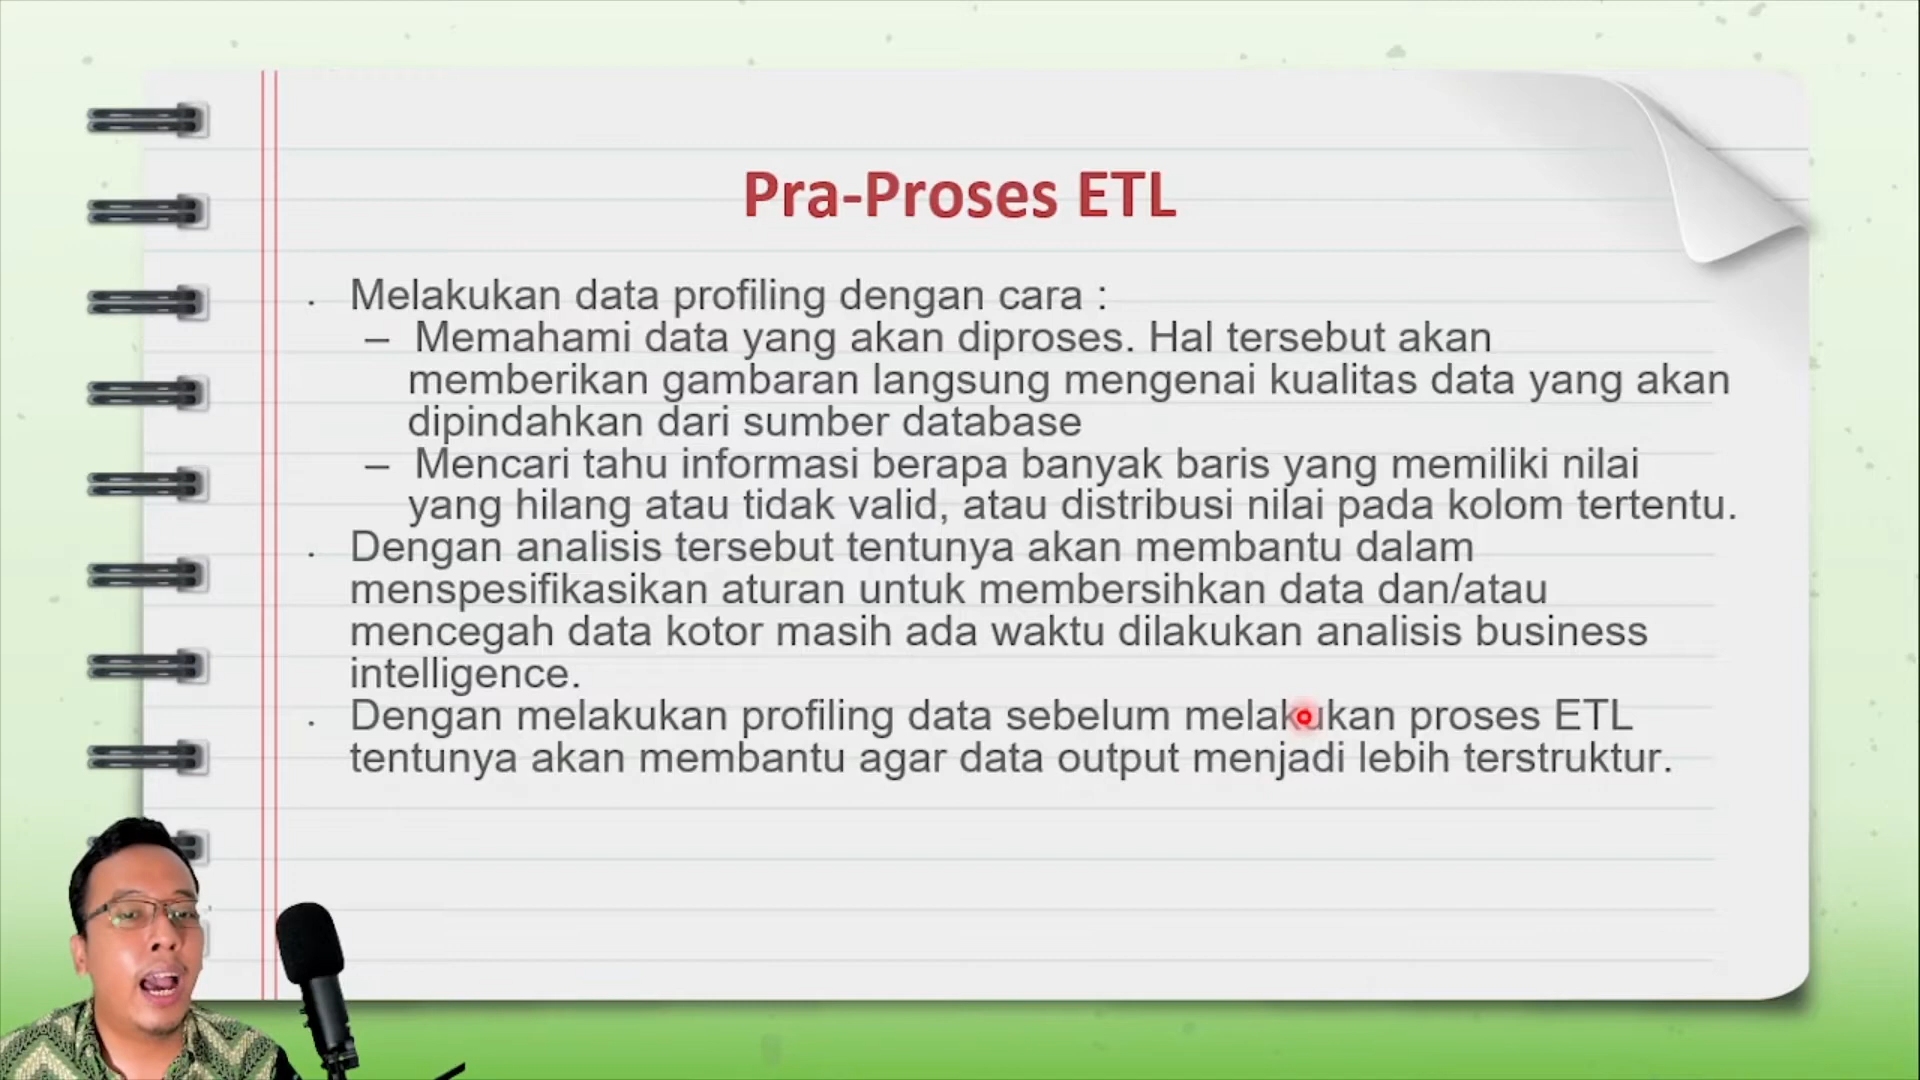 Pra-Proses ETL
. Melakukan data profiling dengan cara :
– Memahami data yang akan diproses. Hal tersebut akan
memberikan gambaran langsung mengenai kualitas data yang akan
dipindahkan dari sumber database
– Mencari tahu informasi berapa banyak baris yang memiliki nilai
yang hilang atau tidak valid, atau distribusi nilai pada kolom tertentu.
. Dengan analisis tersebut tentunya akan membantu dalam
menspesifikasikan aturan untuk membersihkan data dan/atau
mencegah data kotor masih ada waktu dilakukan analisis business
intelligence.
. Dengan melakukan profiling data sebelum melakukan proses ETL
tentunya akan membantu agar data output menjadi lebih terstruktur.